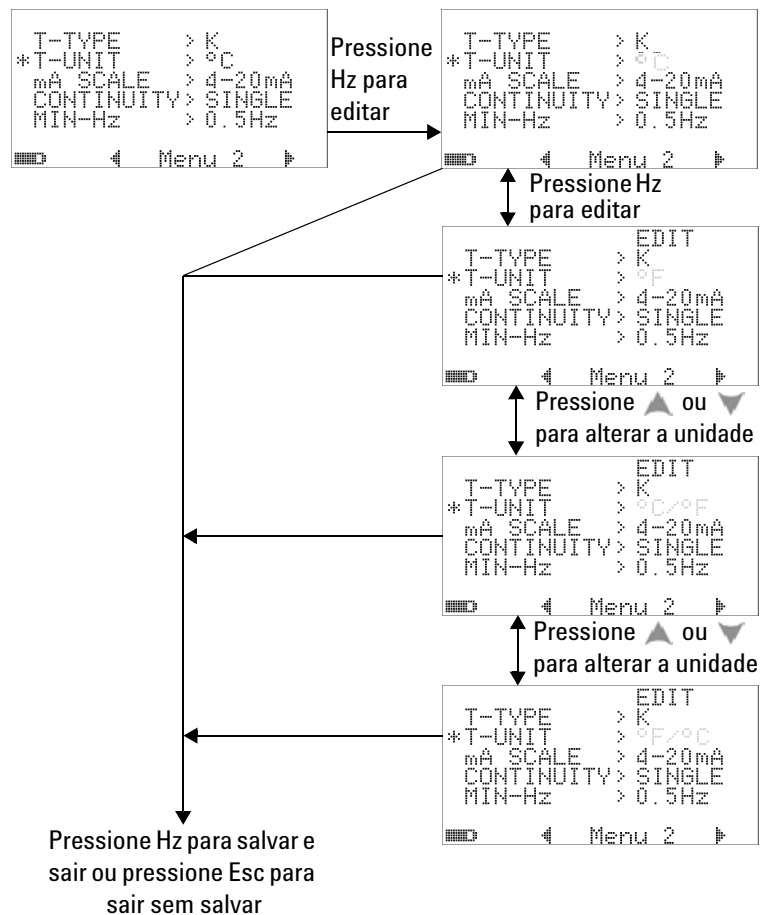 T-TYPE > K
*T-UNIT > °C
mA SCALE > 4-20mA
CONTINUITY> SINGLE
MIN-Hz > 0.5Hz
Menu 2
Pressione
Hz para
editar
T-TYPE > K
*T-UNIT > °C
mA SCALE > 4-20mA
CONTINUITY> SINGLE
MIN-Hz > 0.5Hz
Menu 2
Pressione Hz
para editar
EDIT
T-TYPE > K
*T-UNIT > °F
mA SCALE > 4-20mA
CONTINUITY> SINGLE
MIN-Hz > 0.5Hz
Menu 2
Pressione ▲ ou ▼
para alterar a unidade
EDIT
T-TYPE > K
*T-UNIT > °C/°F
mA SCALE > 4-20mA
CONTINUITY> SINGLE
MIN-Hz > 0.5Hz
Menu 2
Pressione ▲ ou ▼
para alterar a unidade
EDIT
T-TYPE > K
*T-UNIT > °F/°C
mA SCALE > 4-20mA
CONTINUITY> SINGLE
MIN-Hz > 0.5Hz
Menu 2
Pressione Hz para salvar e
sair ou pressione Esc para
sair sem salvar